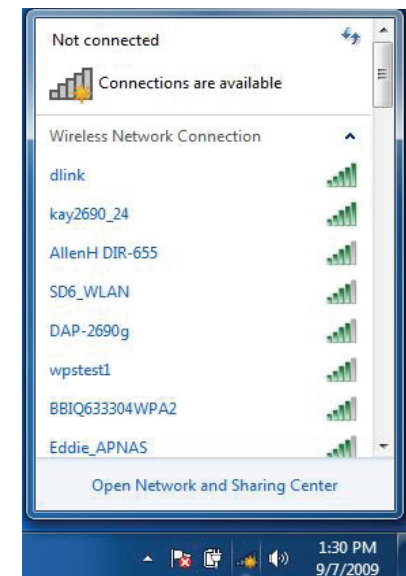 Not connected
Connections are available
Wireless Network Connection
dlink
kay2690_24
AllenH DIR-655
SD6_WLAN
DAP-2690g
wpstest1
BBIQ633304WPA2
Eddie_APNAS
Open Network and Sharing Center
1:30 PM
9/7/2009